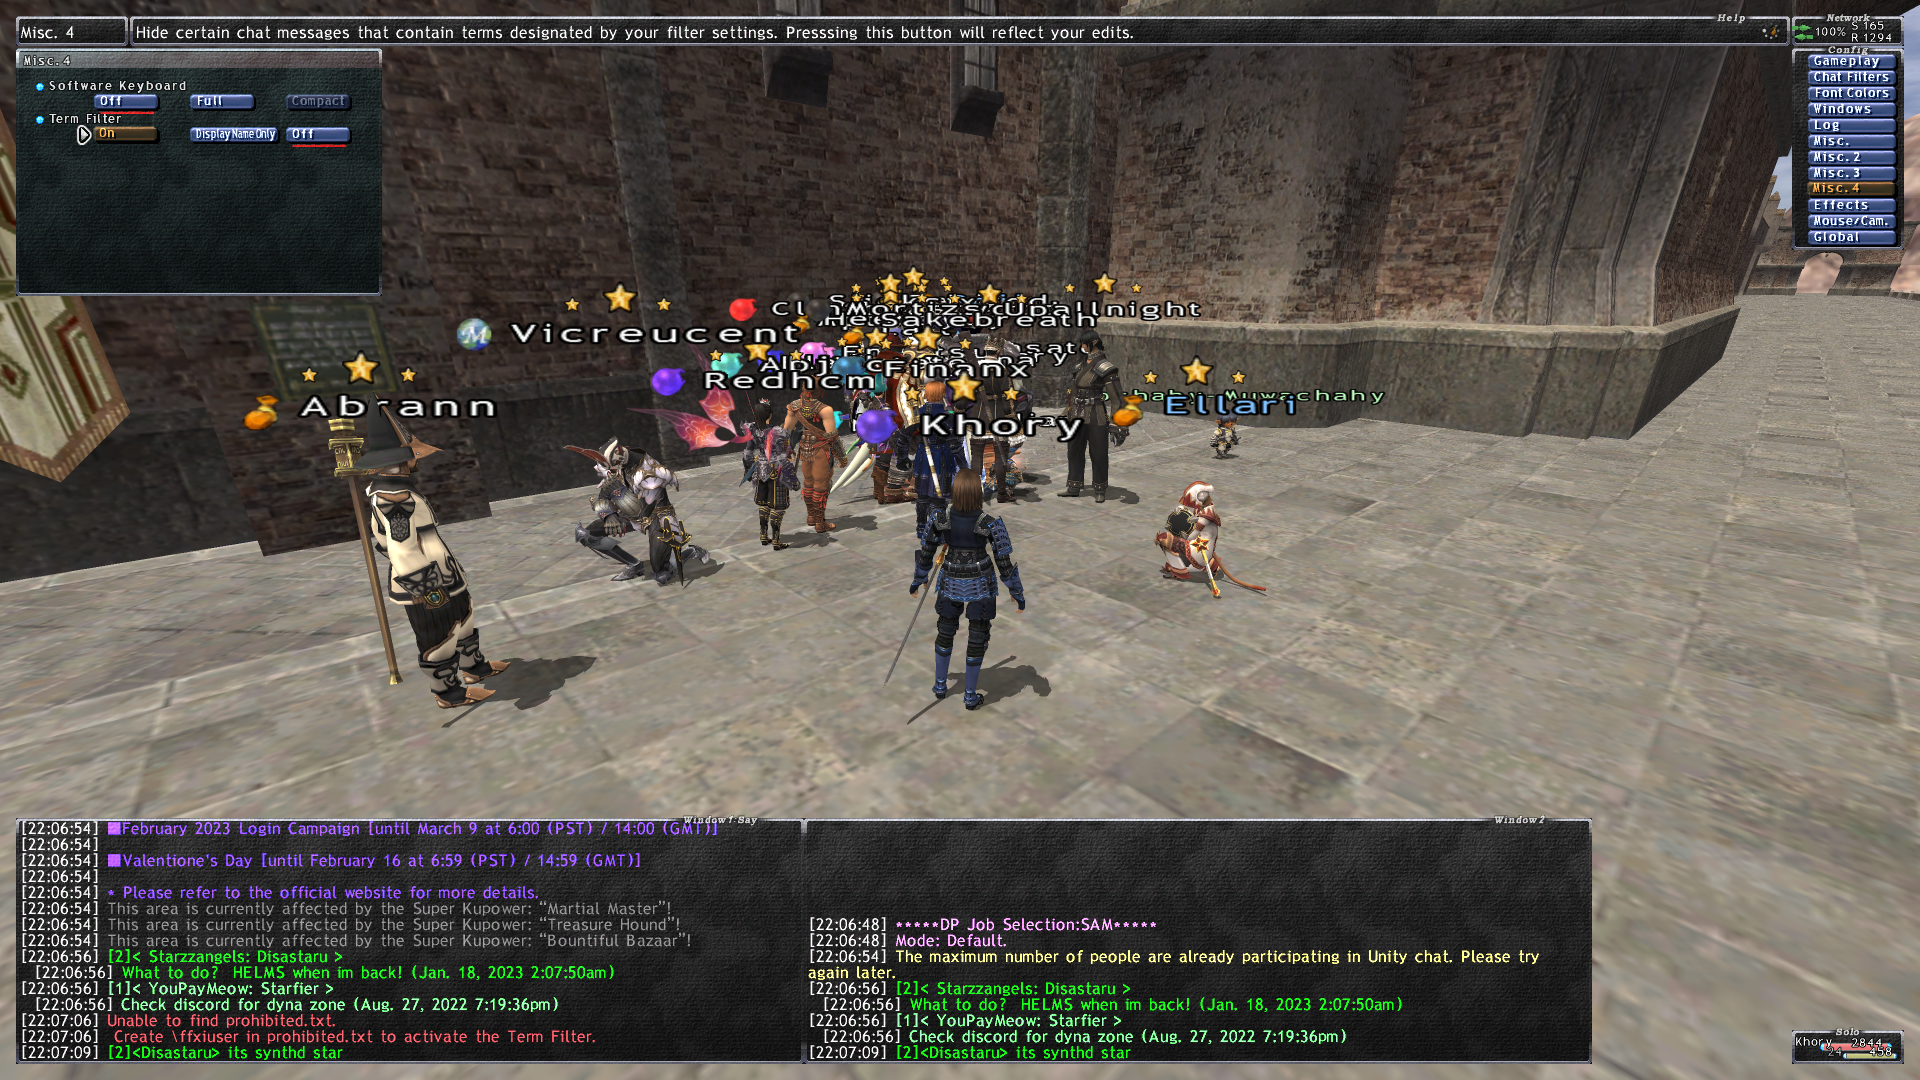 Misc. 4
Hide certain chat messages that contain terms designated by your filter settings. Presssing this button will reflect your edits.
Help
Network
100%
S 165
R 1294
Misc.4
Software Keyboard
Off Full Compact
Term Filter
On Display Name Only Off
Config
Gameplay
Chat Filters
Font Colors
Windows
Log
Misc.
Misc.2
Misc.3
Misc.4
Effects
Mouse/Cam.
Global
Vicreucent
Sakebreath
Redhcm
Finanx
Abrann
Khory
Ellari
Window1:Say
[22:06:54] ■February 2023 Login Campaign [until March 9 at 6:00 (PST) / 14:00 (GMT)]
[22:06:54]
[22:06:54] ■Valentione's Day [until February 16 at 6:59 (PST) / 14:59 (GMT)]
[22:06:54]
[22:06:54] * Please refer to the official website for more details.
[22:06:54] This area is currently affected by the Super Kupower: “Martial Master”!
[22:06:54] This area is currently affected by the Super Kupower: “Treasure Hound”!
[22:06:54] This area is currently affected by the Super Kupower: “Bountiful Bazaar”!
[22:06:56] [2]< Starzzangels: Disastaru >
[22:06:56] What to do?  HELMS when im back! (Jan. 18, 2023 2:07:50am)
[22:06:56] [1]< YouPayMeow: Starfier >
[22:06:56] Check discord for dyna zone (Aug. 27, 2022 7:19:36pm)
[22:07:06] Unable to find prohibited.txt.
[22:07:06] Create \ffxiuser in prohibited.txt to activate the Term Filter.
[22:07:09] [2]<Disastaru> its synthd star
Window2
[22:06:48] *****DP Job Selection:SAM*****
[22:06:48] Mode: Default.
[22:06:54] The maximum number of people are already participating in Unity chat. Please try
again later.
[22:06:56] [2]< Starzzangels: Disastaru >
[22:06:56] What to do?  HELMS when im back! (Jan. 18, 2023 2:07:50am)
[22:06:56] [1]< YouPayMeow: Starfier >
[22:06:56] Check discord for dyna zone (Aug. 27, 2022 7:19:36pm)
[22:07:09] [2]<Disastaru> its synthd star
Solo
Khory 2844
24 458